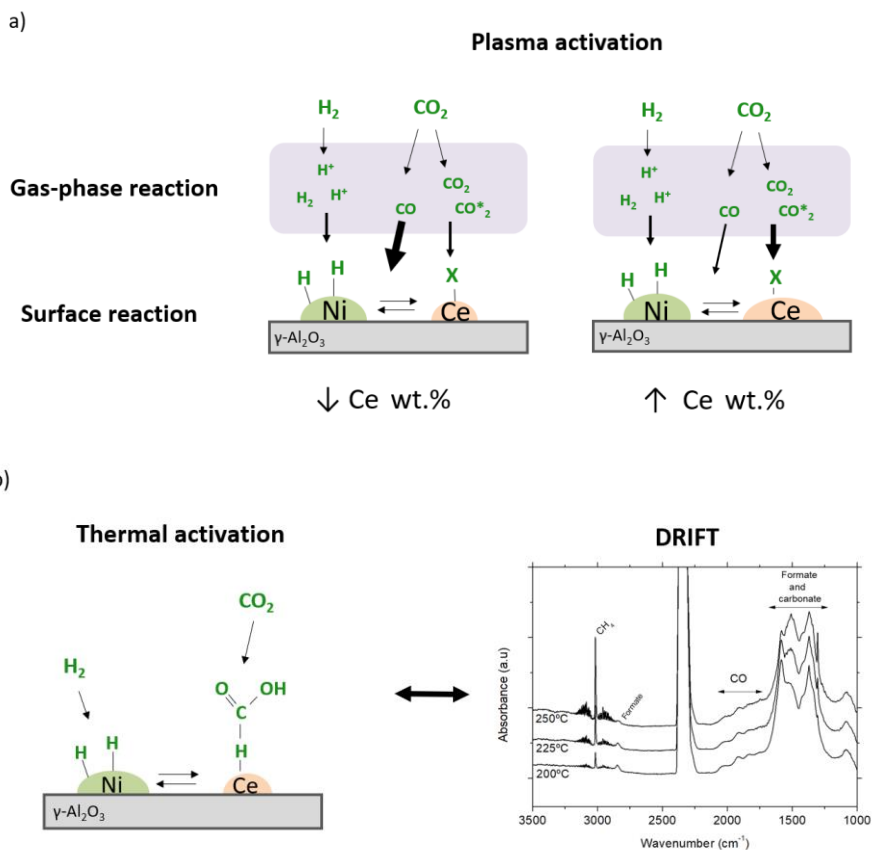 a)
Plasma activation
H₂ CO₂ H₂ CO₂
Gas-phase reaction
H⁺ H⁺
H₂ H⁺ CO CO₂ H₂ H⁺ CO CO₂
CO*₂ CO*₂
H H X H H X
Surface reaction
Ni Ce Ni Ce
γ-Al₂O₃ γ-Al₂O₃
↓ Ce wt.% ↑ Ce wt.%
)
Thermal activation
CO₂
H₂
O OH
C
H H H
Ni Ce
γ-Al₂O₃
DRIFT
Formate
and
carbonate
CH₄
Formate
CO
250ºC
225ºC
200ºC
Absorbance (a.u)
3500 3000 2500 2000 1500 1000
Wavenumber (cm⁻¹)